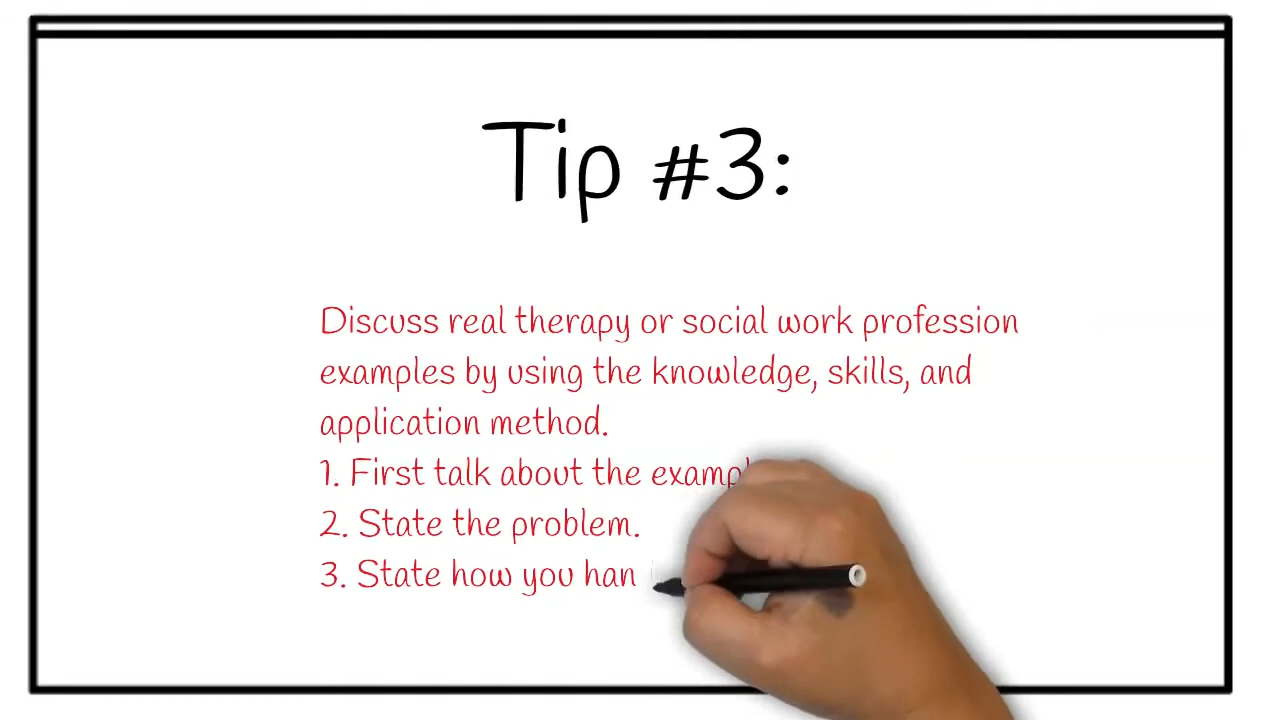 Tip #3:
Discuss real therapy or social work profession
examples by using the knowledge, skills, and
application method.
1. First talk about the exampl
2. State the problem.
3. State how you han